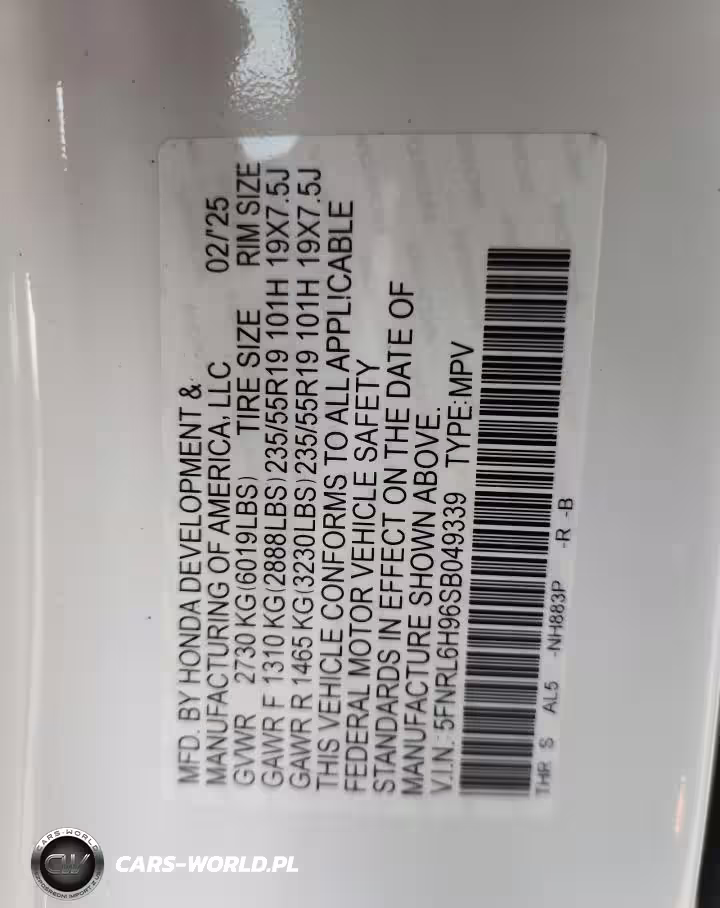 MFD. BY HONDA DEVELOPMENT &
MANUFACTURING OF AMERICA, LLC 02/'25
GVWR 2730 KG (6019LBS) TIRE SIZE RIM SIZE
GAWR F 1310 KG (2888LBS) 235/55R19 101H 19X7.5J
GAWR R 1465 KG (3230LBS) 235/55R19 101H 19X7.5J
THIS VEHICLE CONFORMS TO ALL APPLICABLE
FEDERAL MOTOR VEHICLE SAFETY
STANDARDS IN EFFECT ON THE DATE OF
MANUFACTURE SHOWN ABOVE.
V.I.N.: 5FNRL6H96SB049339 TYPE: MPV
THR S AL5 -NH883P -R -B
CARS-WORLD
CW
CARS-WORLD.PL